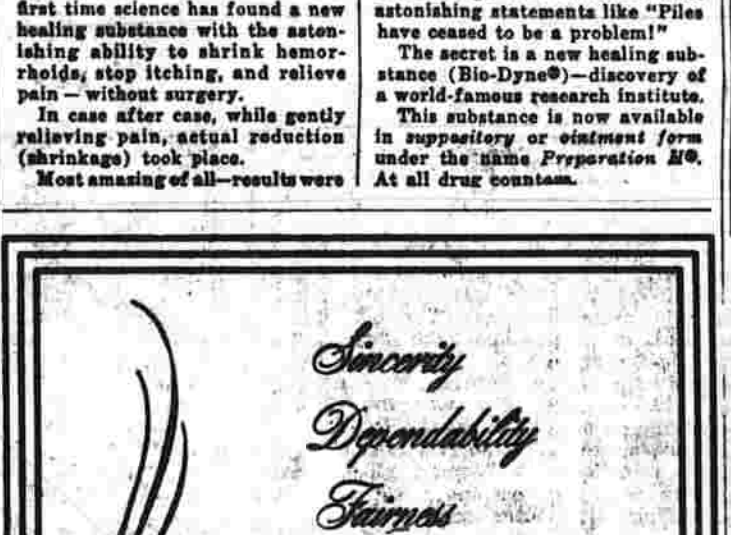 first time science has found a new
healing substance with the aston-
ishing ability to shrink hemor-
rhoids, stop itching, and relieve
pain — without surgery.
In case after case, while gently
relieving pain, actual reduction
(shrinkage) took place.
Most amazing of all—results were
astonishing statements like "Piles
have ceased to be a problem!"
The secret is a new healing sub-
stance (Bio-Dyne®)—discovery of
a world-famous research institute.
This substance is now available
in suppository or ointment form
under the name Preparation H®.
At all drug counters.
Sincerity
Dependability
Fairness